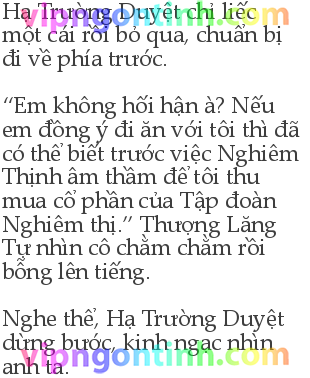 Hạ Trường Duyệt chỉ liếc
một cái rồi bỏ qua, chuẩn bị
đi về phía trước.
“Em không hối hận à? Nếu
em đồng ý đi ăn với tôi thì đã
có thể biết trước việc Nghiêm
Thịnh âm thầm để tôi thu
mua cổ phần của Tập đoàn
Nghiêm thị.” Thượng Lăng
Tự nhìn cô chằm chằm rồi
bỗng lên tiếng.
Nghe thế, Hạ Trường Duyệt
dừng bước, kinh ngạc nhìn
anh ta.
vipngontinh.com
vipngontinh.com